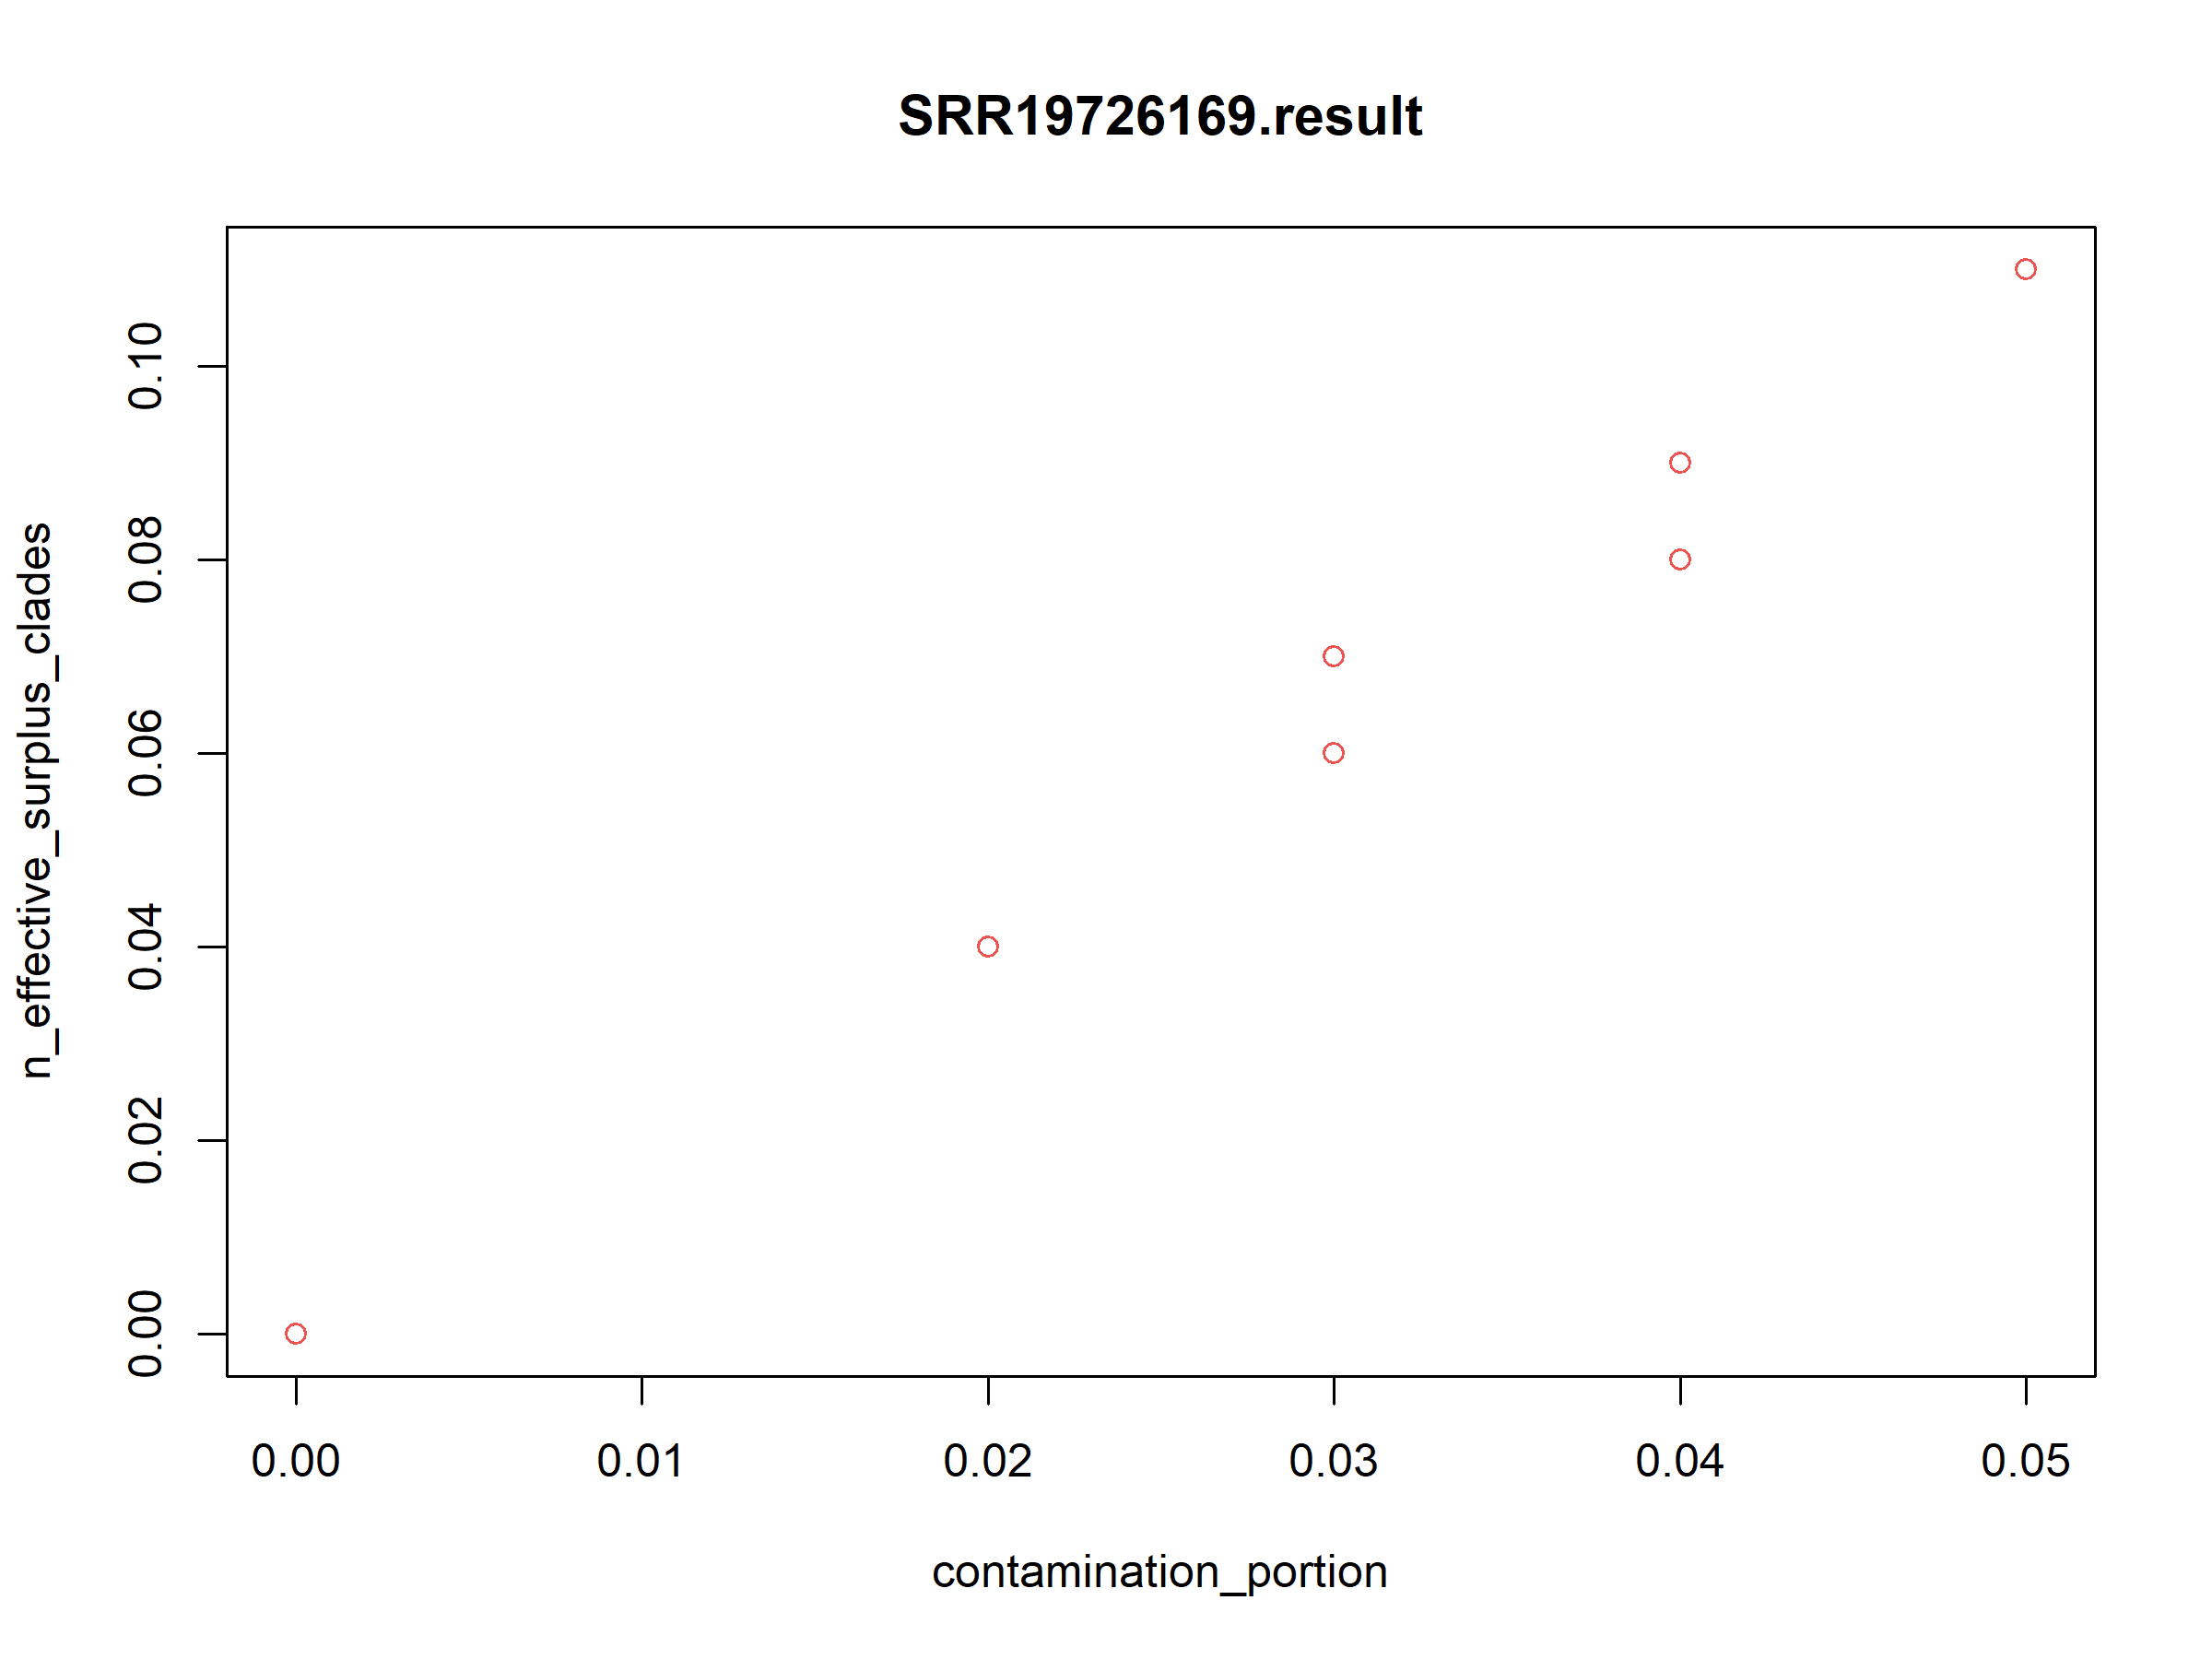 SRR19726169.result
n_effective_surplus_clades
0.10
0.08
0.06
0.04
0.02
0.00
0.00 0.01 0.02 0.03 0.04 0.05
contamination_portion